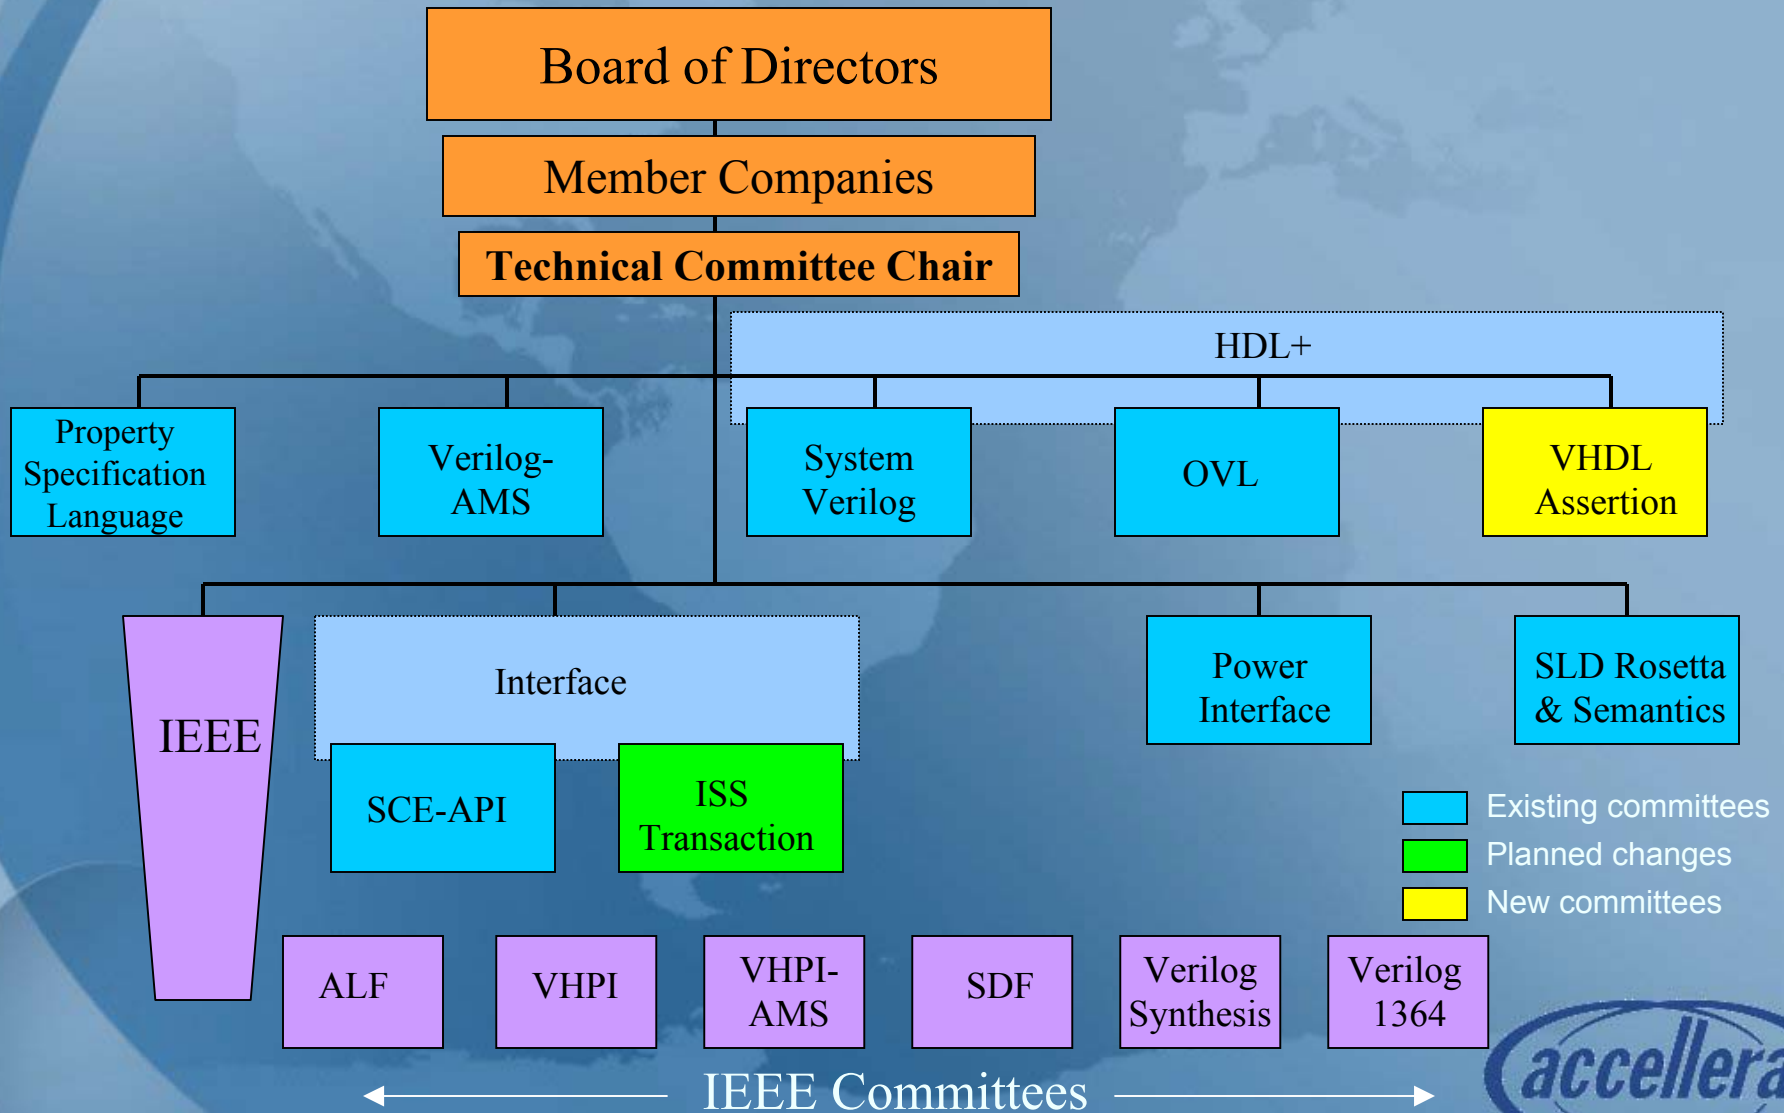 Board of Directors
Member Companies
Technical Committee Chair
HDL+
Property
Specification
Language
Verilog-
AMS
System
Verilog
OVL
VHDL
Assertion
IEEE
Interface
SCE-API
ISS
Transaction
Power
Interface
SLD Rosetta
& Semantics
Existing committees
Planned changes
New committees
ALF
VHPI
VHPI-
AMS
SDF
Verilog
Synthesis
Verilog
1364
IEEE Committees
accellera